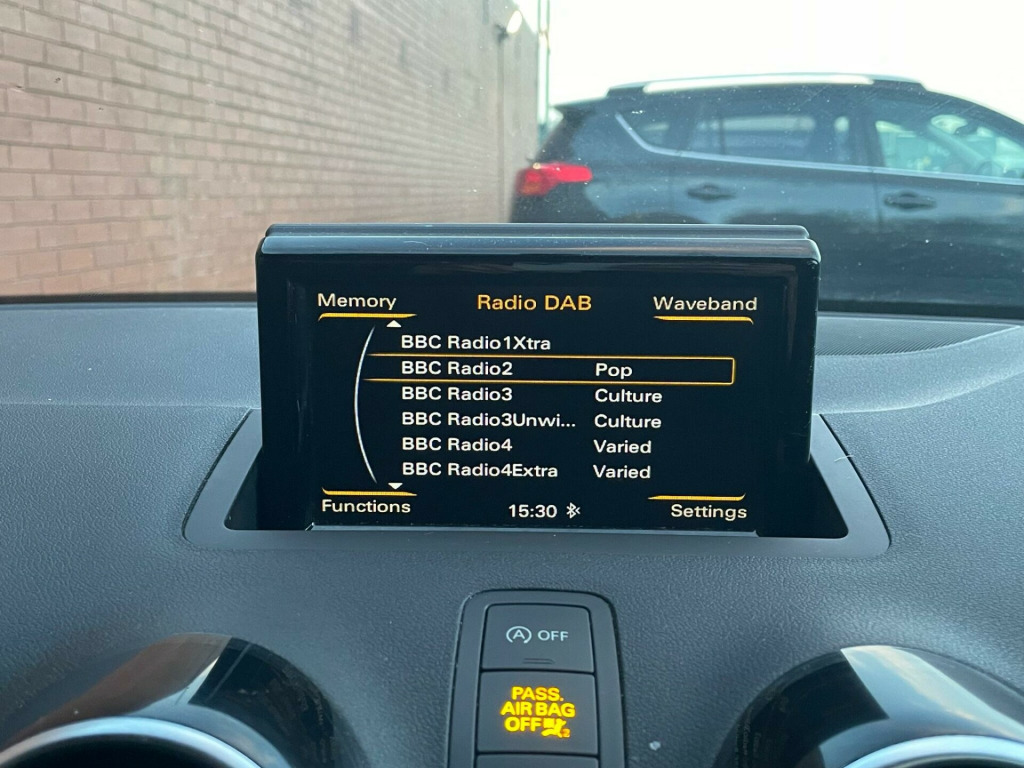 Memory Radio DAB Waveband
BBC Radio1Xtra
BBC Radio2 Pop
BBC Radio3 Culture
BBC Radio3Unwi... Culture
BBC Radio4 Varied
BBC Radio4Extra Varied
Functions 15:30 Settings
A OFF
PASS.
AIR BAG
OFF 2